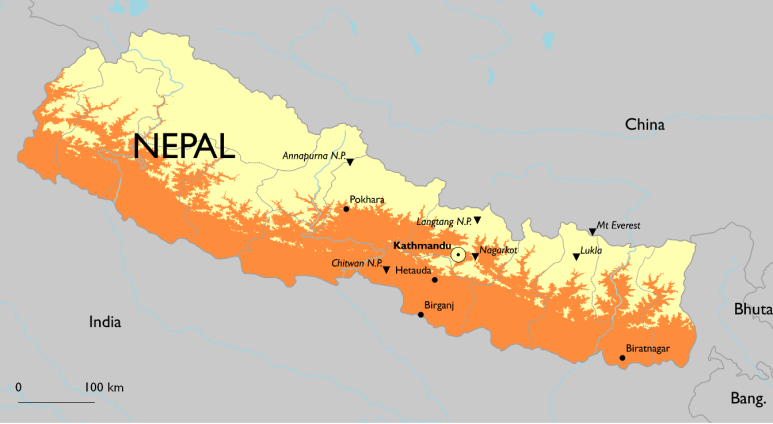 China
NEPAL
Annapurna N.P.
Pokhara
Langtang N.P.
Mt Everest
Kathmandu
Nagarkot
Lukla
Chitwan N.P.
Hetauda
Birganj
Bhuta
India
Biratnagar
0 100 km
Bang.